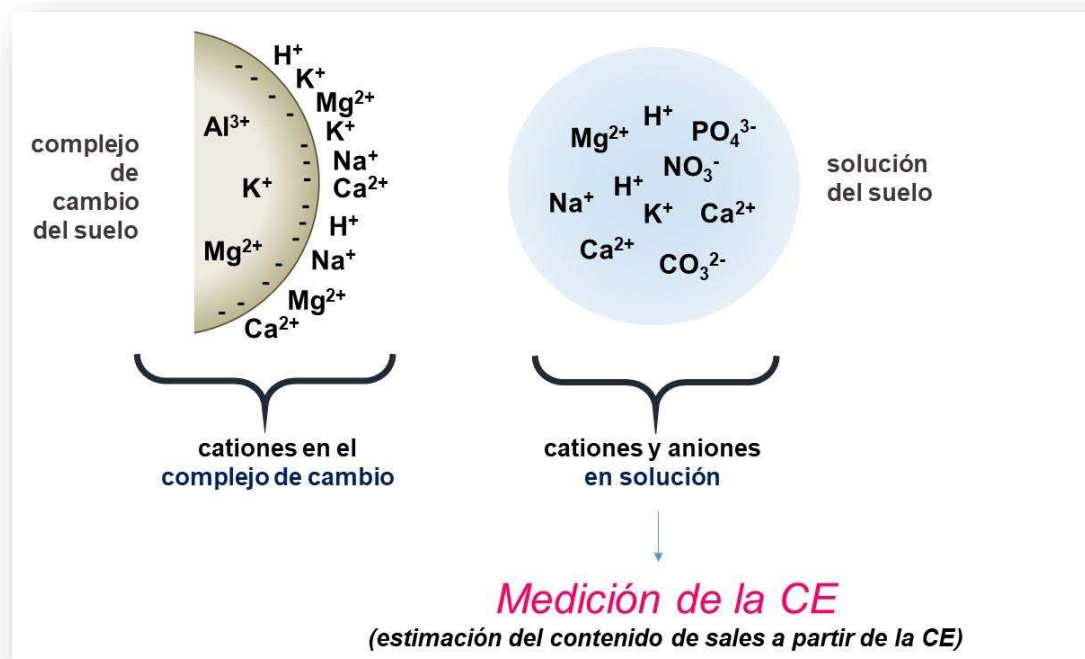 complejo
de
cambio
del suelo
H⁺
K⁺
Mg²⁺
K⁺
Na⁺
Ca²⁺
H⁺
Na⁺
Mg²⁺
Ca²⁺
Al³⁺
K⁺
Mg²⁺
- - - - - - - - - - - - - -
H⁺
Mg²⁺ PO₄³⁻
NO₃⁻
H⁺
Na⁺ K⁺ Ca²⁺
Ca²⁺
CO₃²⁻
solución
del suelo
cationes en el
complejo de cambio
cationes y aniones
en solución
Medición de la CE
(estimación del contenido de sales a partir de la CE)